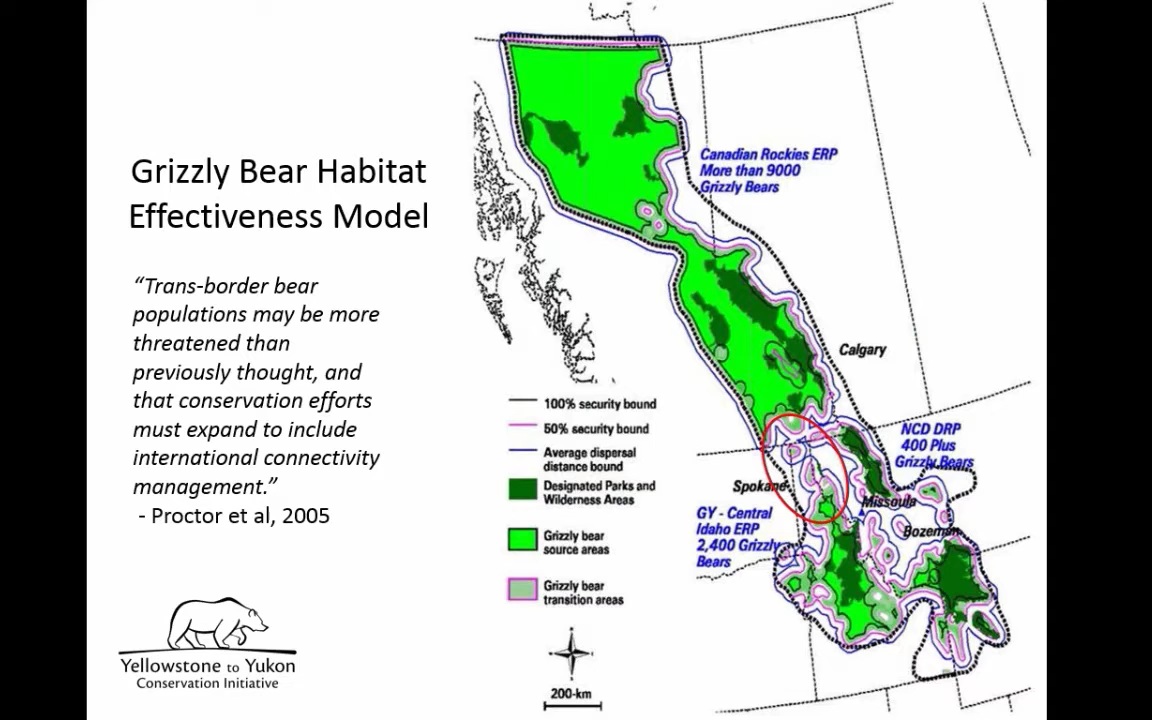 Grizzly Bear Habitat
Effectiveness Model
“Trans-border bear
populations may be more
threatened than
previously thought, and
that conservation efforts
must expand to include
international connectivity
management.”
- Proctor et al, 2005
Yellowstone to Yukon
Conservation Initiative
Canadian Rockies ERP
More than 9000
Grizzly Bears
Calgary
NCD DRP
400 Plus
Grizzly Bears
Spokane
Missoula
GY - Central
Idaho ERP
2,400 Grizzly
Bears
Bozeman
100% security bound
50% security bound
Average dispersal
distance bound
Designated Parks and
Wilderness Areas
Grizzly bear
source areas
Grizzly bear
transition areas
200-km